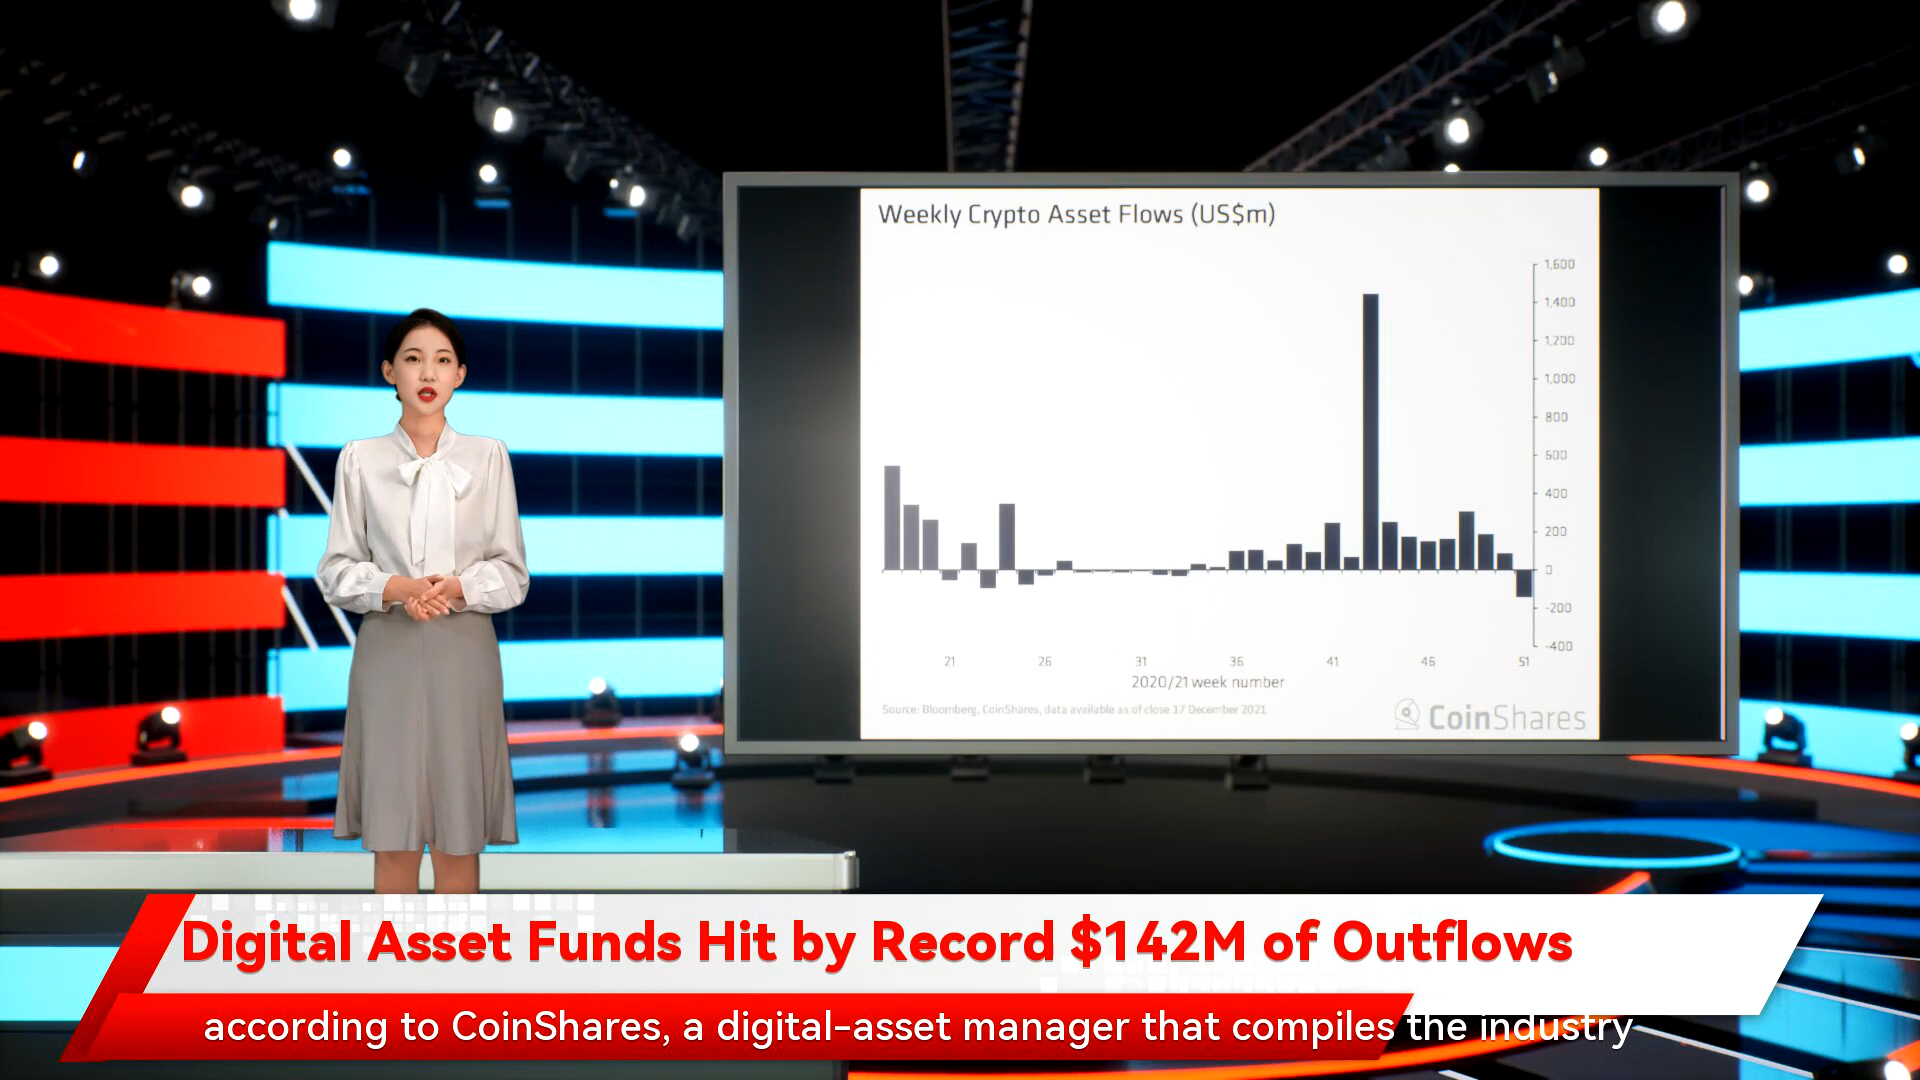 Weekly Crypto Asset Flows (US$m)
1,600
1,400
1,200
1,000
800
600
400
200
0
-200
-400
21 26 31 36 41 46 51
2020/21 week number
Source: Bloomberg, CoinShares, data available as of close 17 December 2021
CoinShares
Digital Asset Funds Hit by Record $142M of Outflows
according to CoinShares, a digital-asset manager that compiles the industry